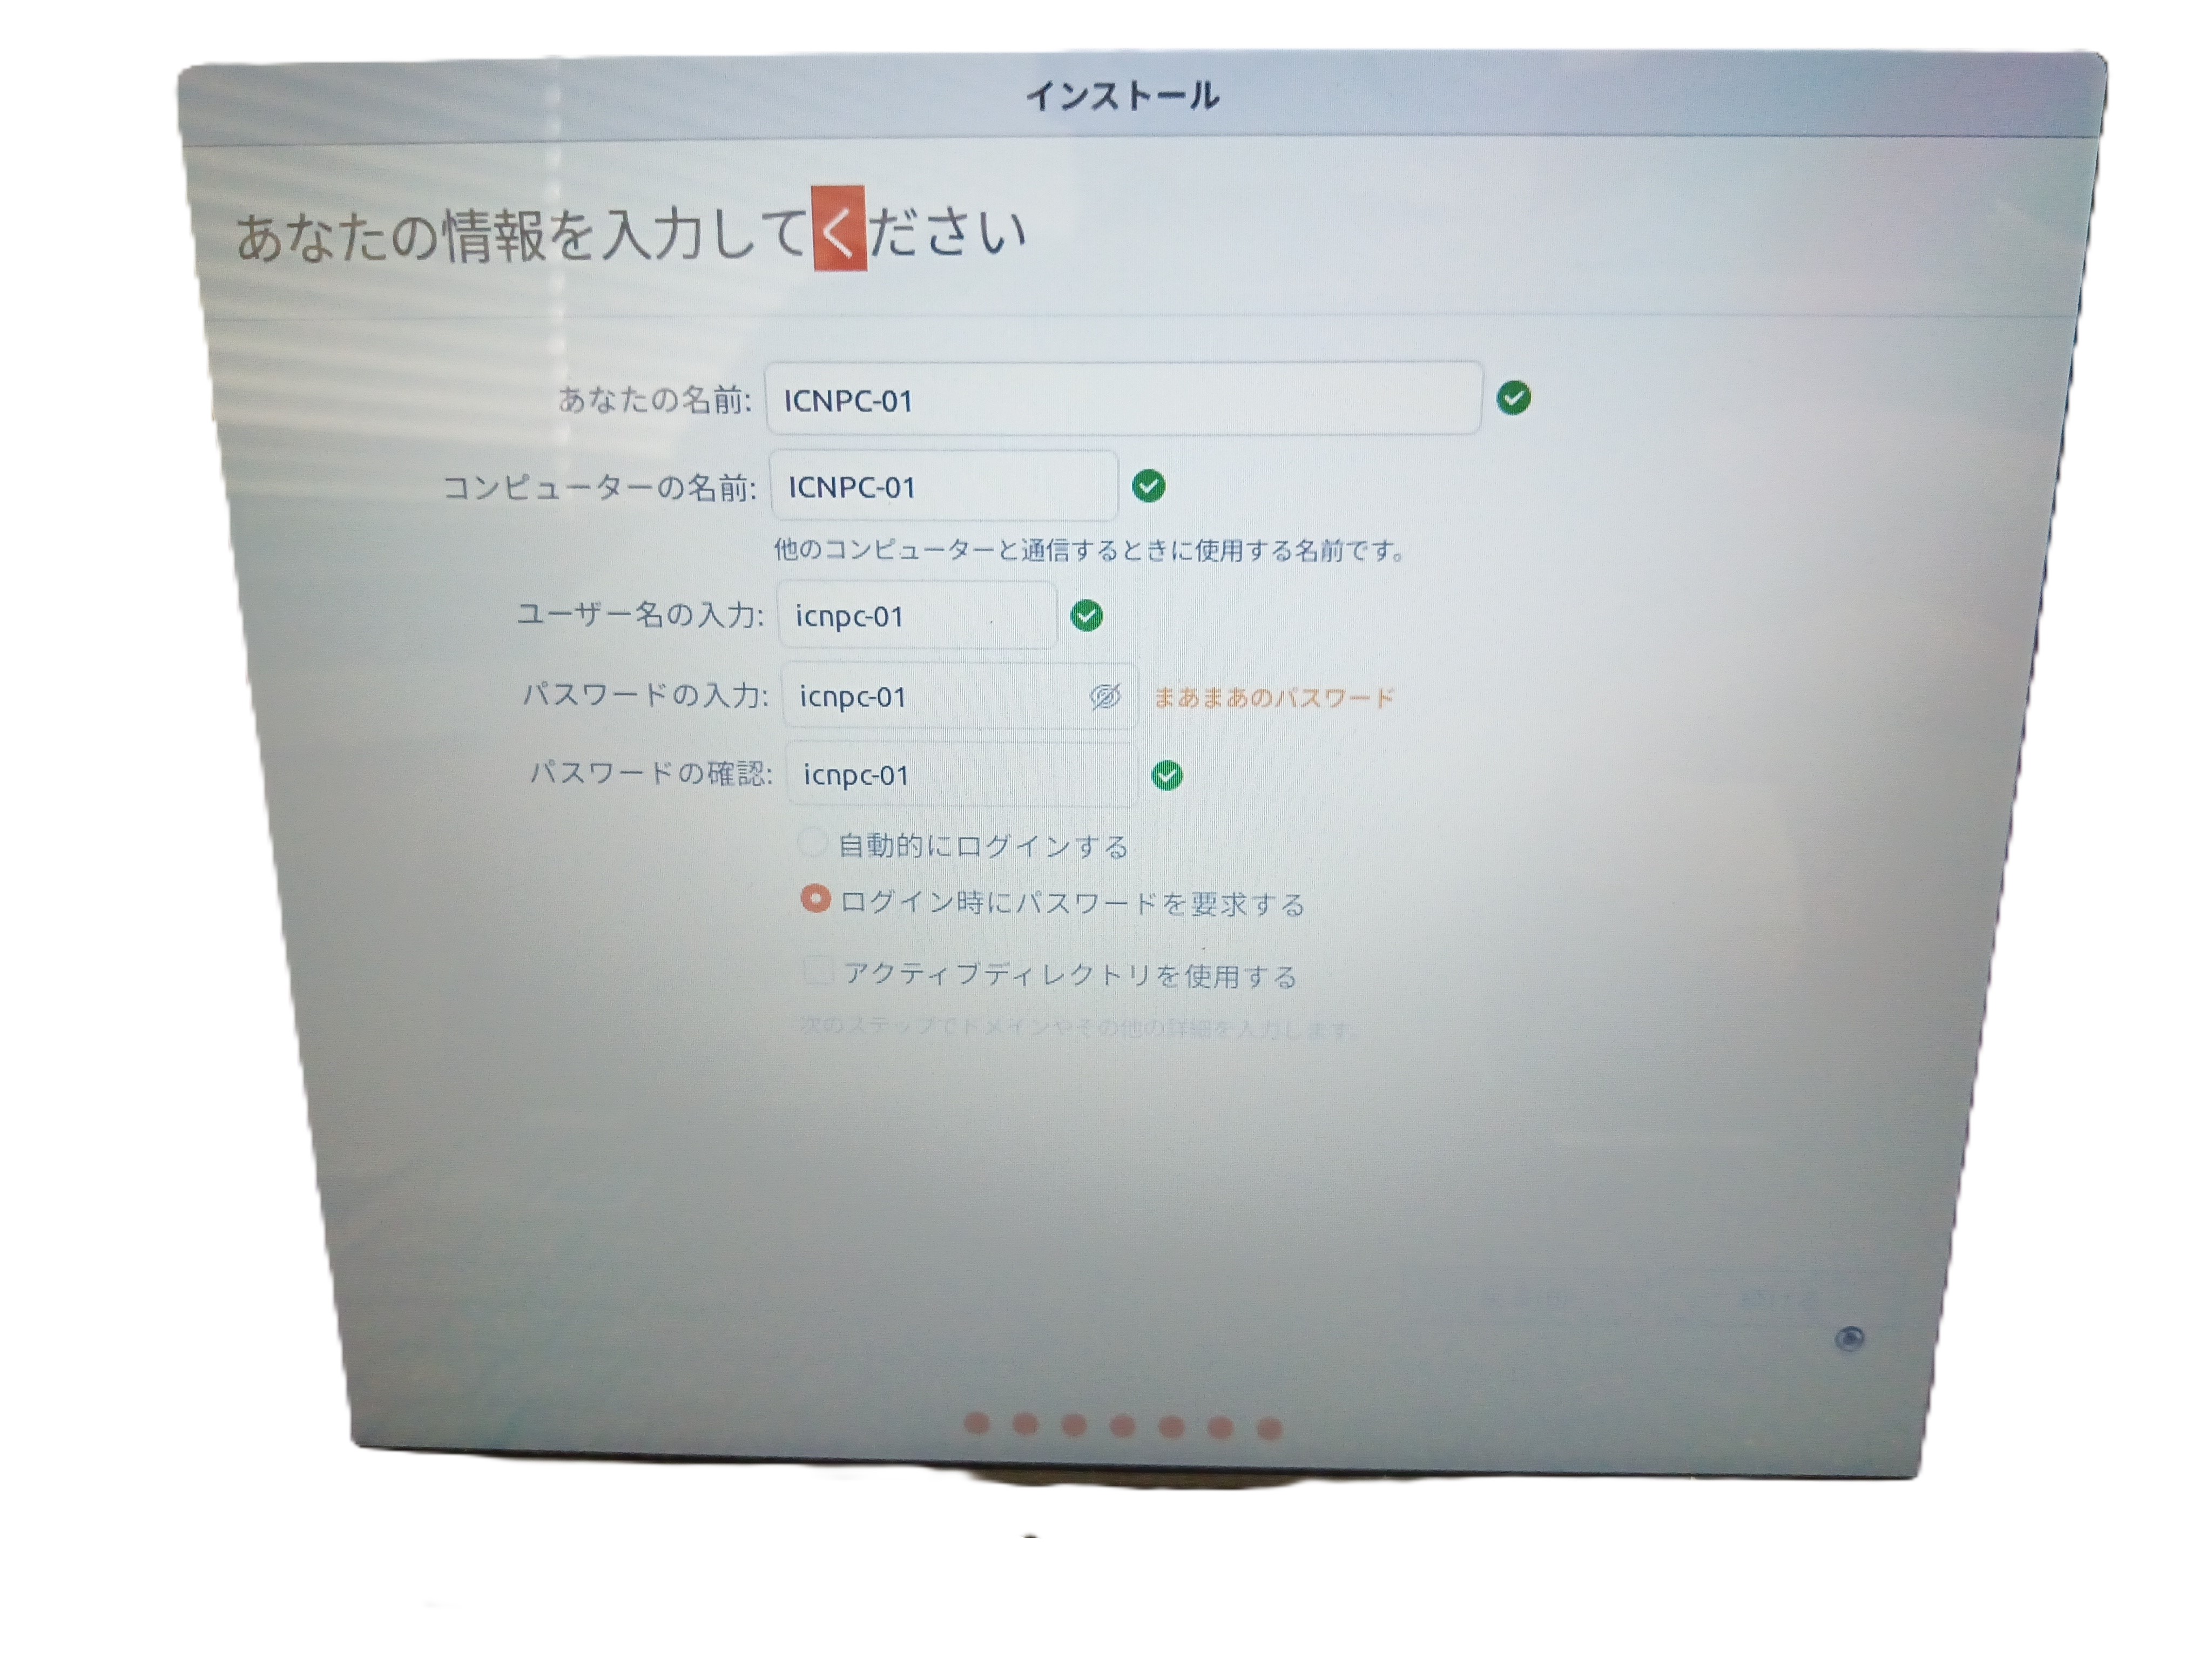 インストール
あなたの情報を入力してください
あなたの名前: ICNPC-01
コンピューターの名前: ICNPC-01
他のコンピューターと通信するときに使用する名前です。
ユーザー名の入力: icnpc-01
パスワードの入力: icnpc-01 まあまあのパスワード
パスワードの確認: icnpc-01
自動的にログインする
ログイン時にパスワードを要求する
アクティブディレクトリを使用する
次のステップでドメインやその他の詳細を入力します。